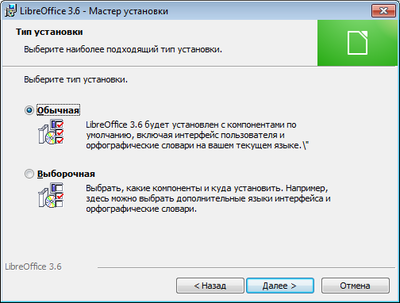 LibreOffice 3.6 - Мастер установки
Тип установки
Выберите наиболее подходящий тип установки.
Выберите тип установки.
Обычная
LibreOffice 3.6 будет установлен с компонентами по
умолчанию, включая интерфейс пользователя и
орфографические словари на вашем текущем языке.\"
Выборочная
Выбрать, какие компоненты и куда установить. Например,
здесь можно выбрать дополнительные языки интерфейса и
орфографические словари.
LibreOffice 3.6
< Назад
Далее >
Отмена